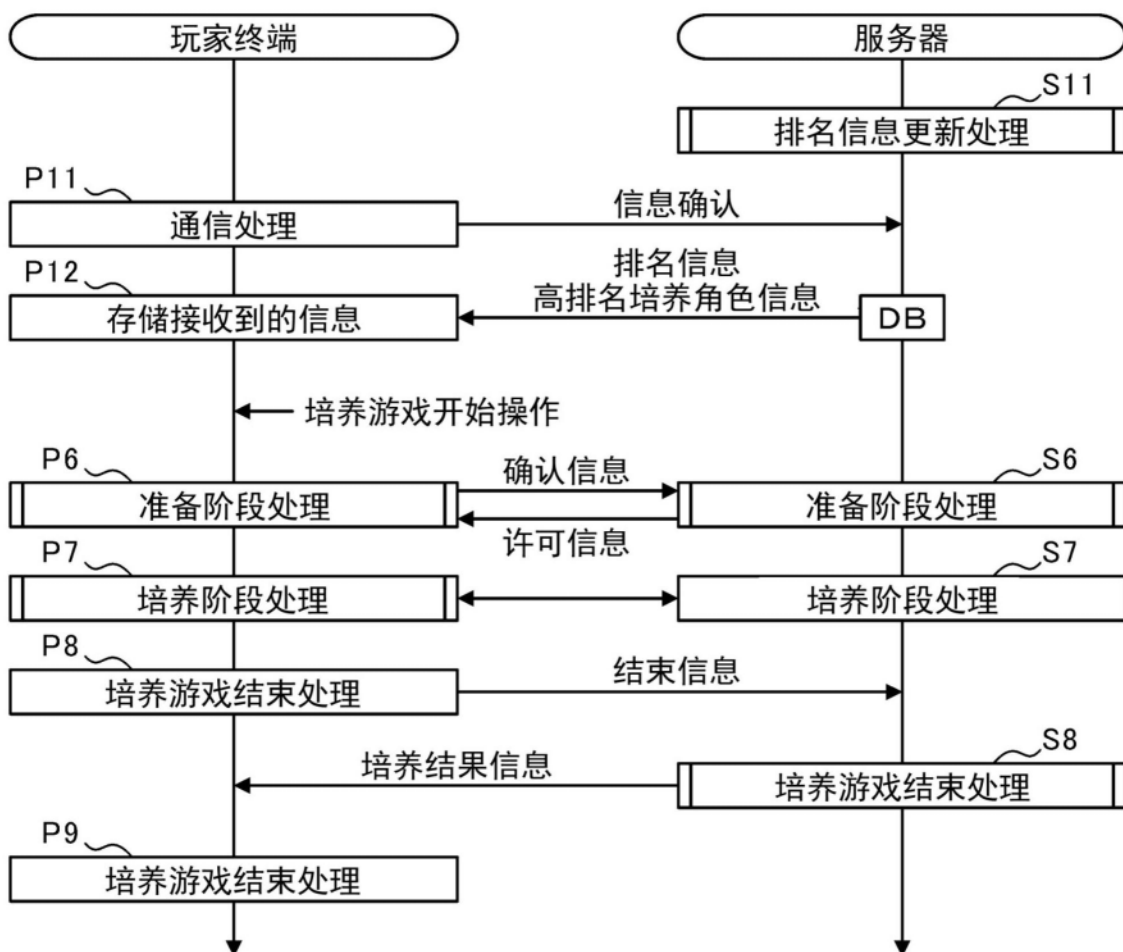 玩家终端
服务器
S11
排名信息更新处理
P11
通信处理
信息确认
P12
存储接收到的信息
排名信息
高排名培养角色信息
DB
培养游戏开始操作
P6
准备阶段处理
确认信息
许可信息
S6
准备阶段处理
P7
培养阶段处理
S7
培养阶段处理
P8
培养游戏结束处理
结束信息
S8
培养结果信息
培养游戏结束处理
P9
培养游戏结束处理